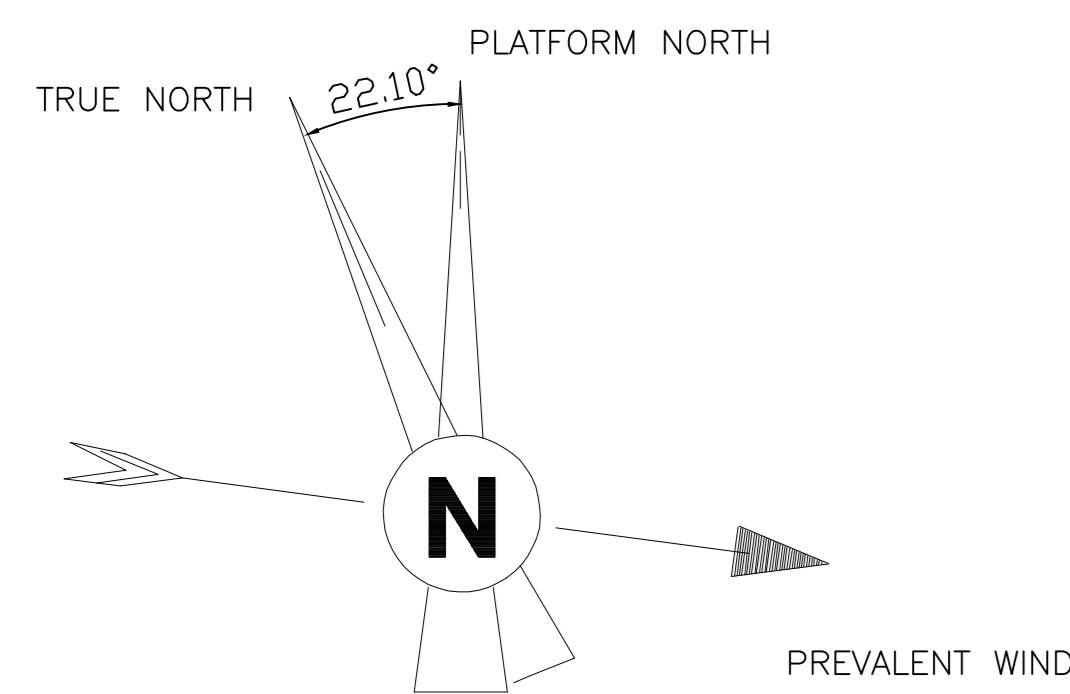 PLATFORM NORTH
TRUE NORTH
22.10°
N
PREVALENT WIND